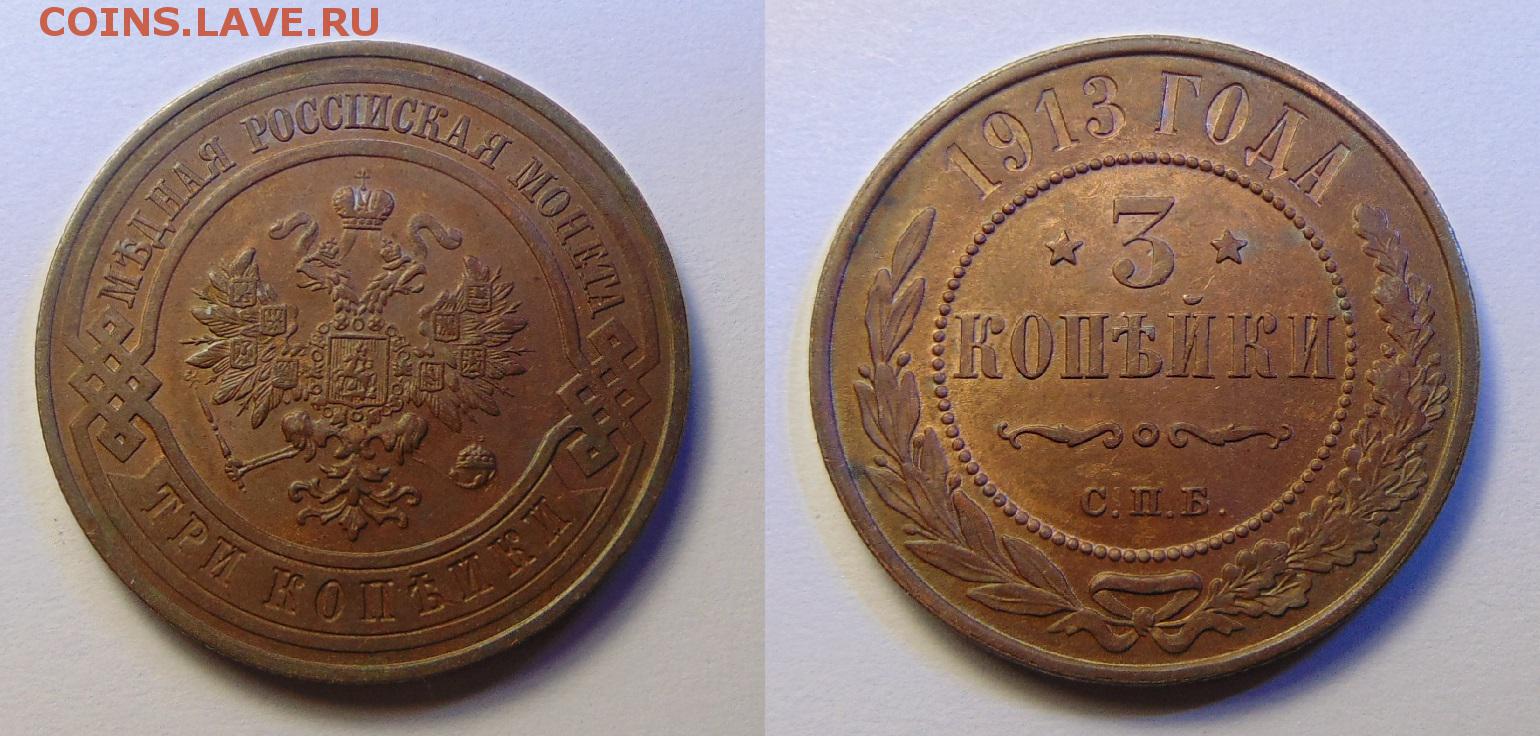 COINS.LAVE.RU
МѢДНАЯ РОССІЙСКАЯ МОНЕТА
ТРИ КОПѢЙКИ
1913 ГОДА
3
КОПѢЙКИ
С.П.Б.